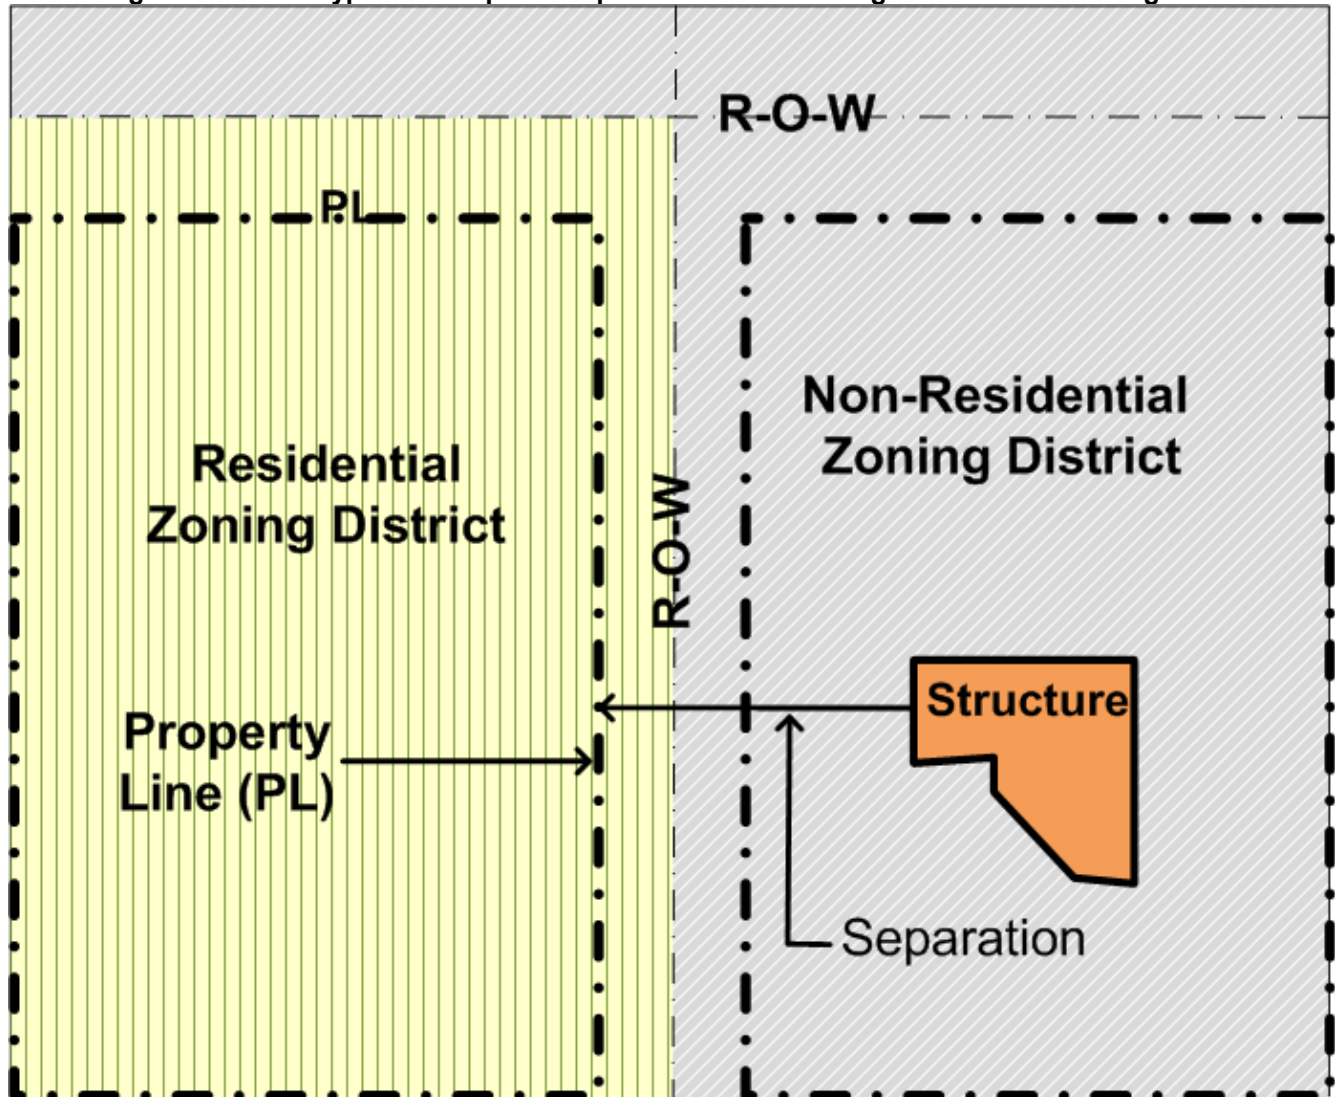 R-O-W
PL
Non-Residential
Zoning District
Residential
Zoning District
R-O-W
Structure
Property
Line (PL)
Separation